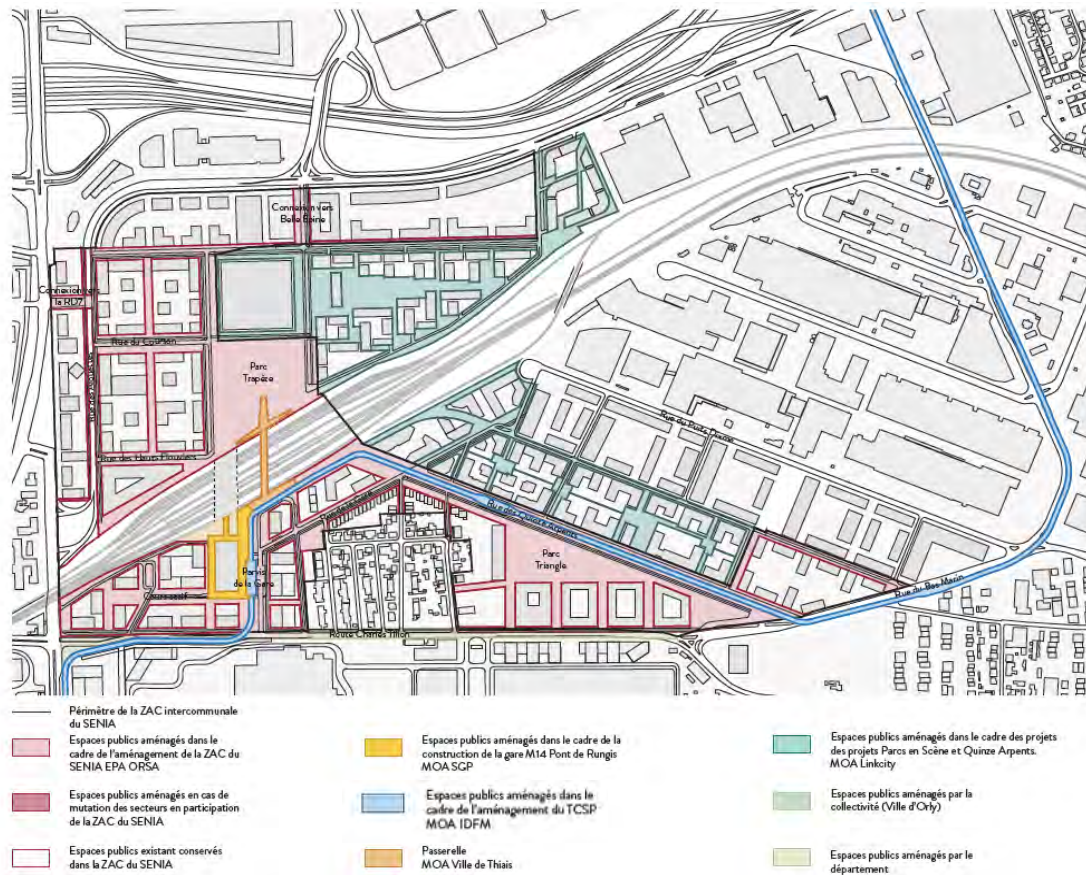 Connexion vers
Belle Épine
Connexion vers
la RD7
Rue du Courson
Parc
Trapèze
Rue du Puits Dixme
Rue de la Gare
Rue des Quinze Arpents
Parvis
de la Gare
Parc
Triangle
Rue du Bas Marin
Route Charles Tillon
Périmètre de la ZAC intercommunale
du SENIA
Espaces publics aménagés dans le
cadre de l'aménagement de la ZAC du
SENIA EPA ORSA
Espaces publics aménagés en cas de
mutation des secteurs en participation
de la ZAC du SENIA
Espaces publics existant conservés
dans la ZAC du SENIA
Espaces publics aménagés dans le cadre de la
construction de la gare M14 Pont de Rungis
MOA SGP
Espaces publics aménagés dans le
cadre de l'aménagement du TCSP
MOA IDFM
Passerelle
MOA Ville de Thiais
Espaces publics aménagés dans le cadre des projets
des projets Parcs en Scène et Quinze Arpents.
MOA Linkcity
Espaces publics aménagés par la
collectivité (Ville d'Orly)
Espaces publics aménagés par le
département